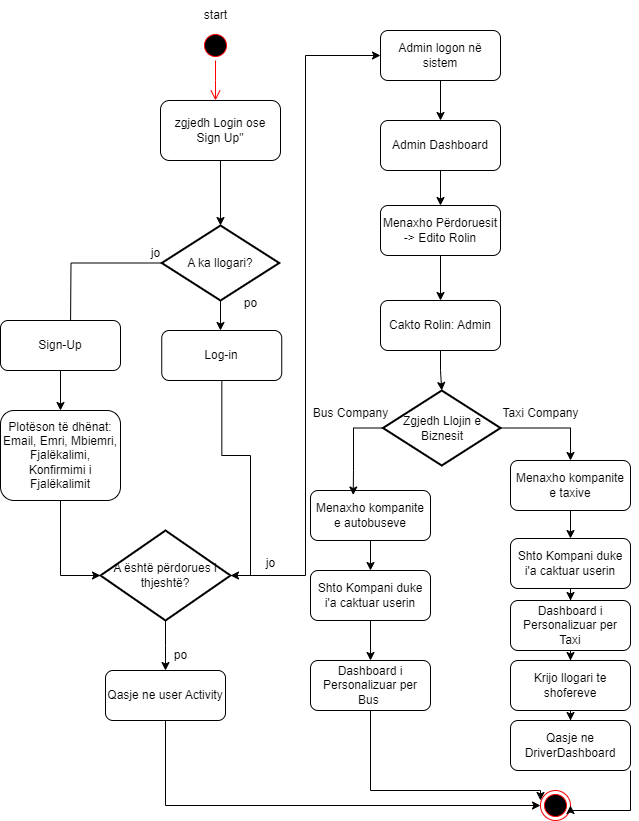 start
zgjedh Login ose
Sign Up"
A ka llogari?
jo
po
Sign-Up
Log-in
Plotëson të dhënat:
Email, Emri, Mbiemri,
Fjalëkalimi,
Konfirmimi i
Fjalëkalimit
A është përdorues i
thjeshtë?
jo
po
Qasje ne user Activity
Admin logon në
sistem
Admin Dashboard
Menaxho Përdoruesit
-> Edito Rolin
Cakto Rolin: Admin
Zgjedh Llojin e
Biznesit
Bus Company
Taxi Company
Menaxho kompanite
e autobuseve
Shto Kompani duke
i'a caktuar userin
Dashboard i
Personalizuar per
Bus
Menaxho kompanite
e taxive
Shto Kompani duke
i'a caktuar userin
Dashboard i
Personalizuar per
Taxi
Krijo llogari te
shofereve
Qasje ne
DriverDashboard